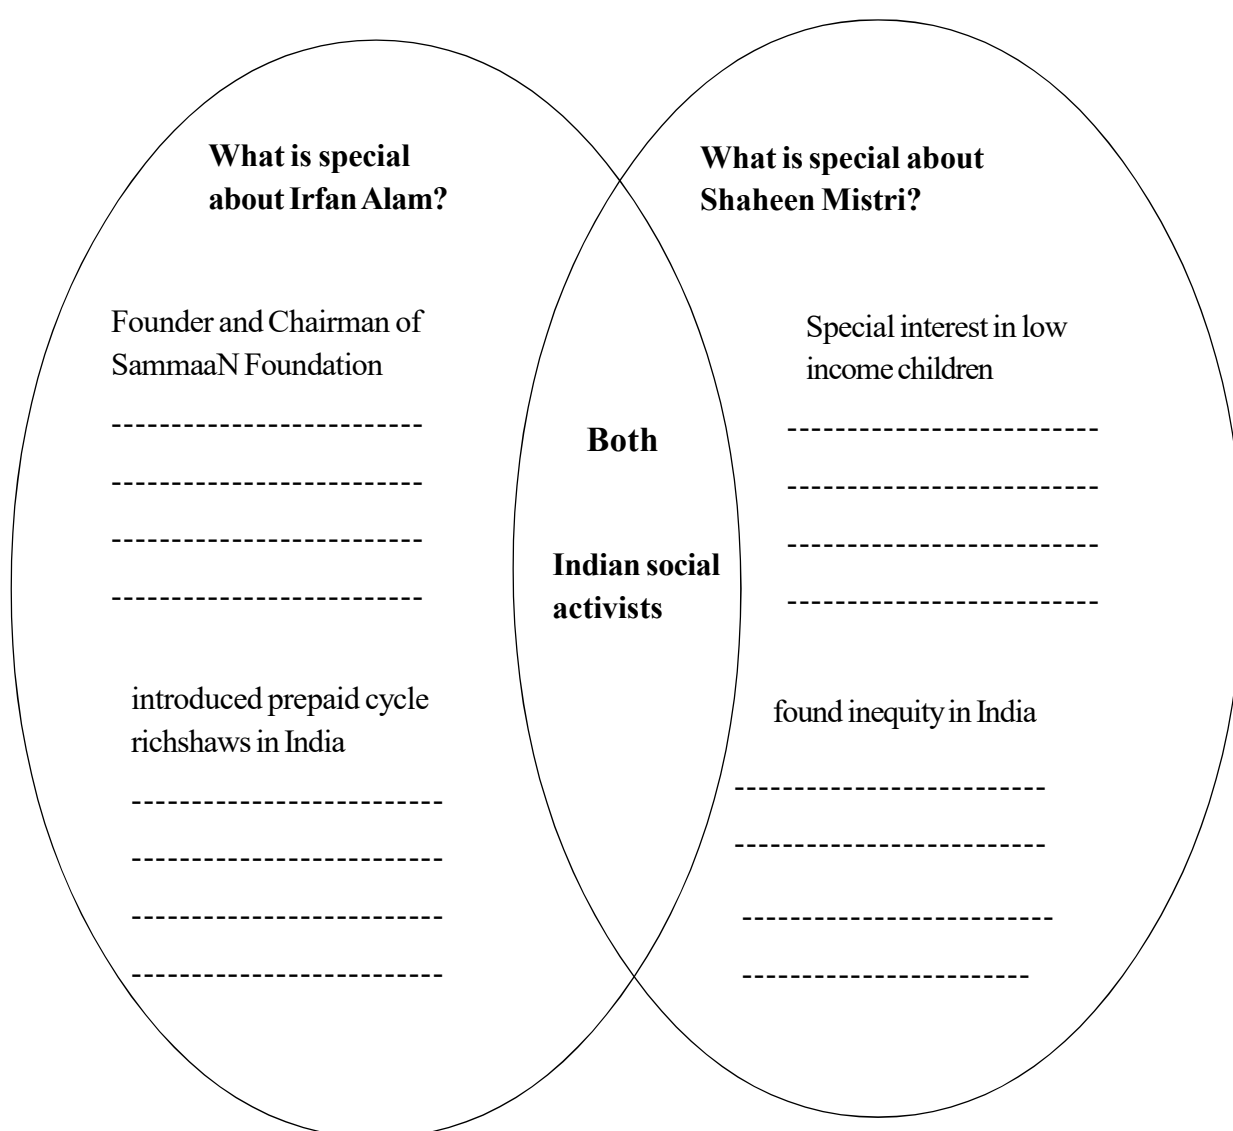 What is special
about Irfan Alam?
Founder and Chairman of
SammaaN Foundation
--------------------------
--------------------------
--------------------------
--------------------------
introduced prepaid cycle
richshaws in India
--------------------------
--------------------------
--------------------------
--------------------------
Both
Indian social
activists
What is special about
Shaheen Mistri?
Special interest in low
income children
--------------------------
--------------------------
--------------------------
--------------------------
found inequity in India
--------------------------
--------------------------
--------------------------
------------------------